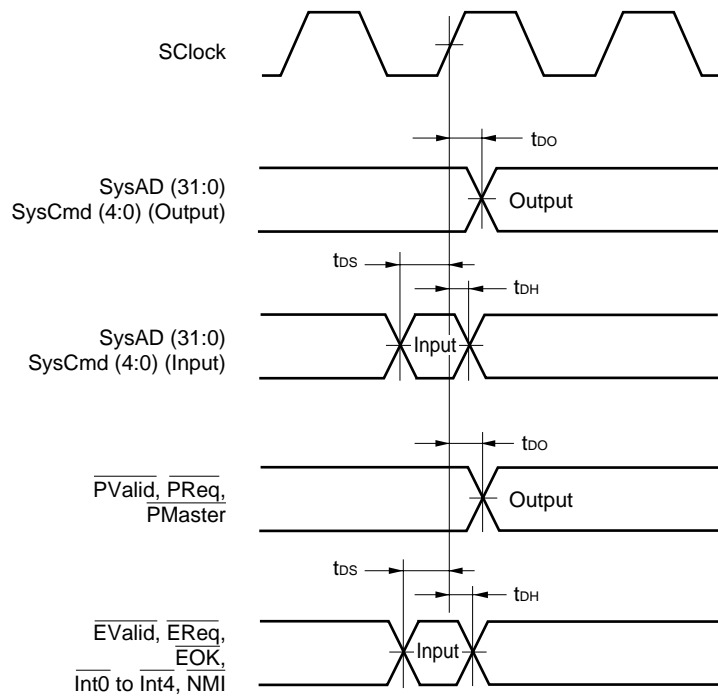 SClock
tDO
SysAD (31:0)
SysCmd (4:0) (Output)
Output
tDS
tDH
SysAD (31:0)
SysCmd (4:0) (Input)
Input
tDO
PValid, PReq,
PMaster
Output
tDS
tDH
EValid, EReq,
EOK,
Int0 to Int4, NMI
Input